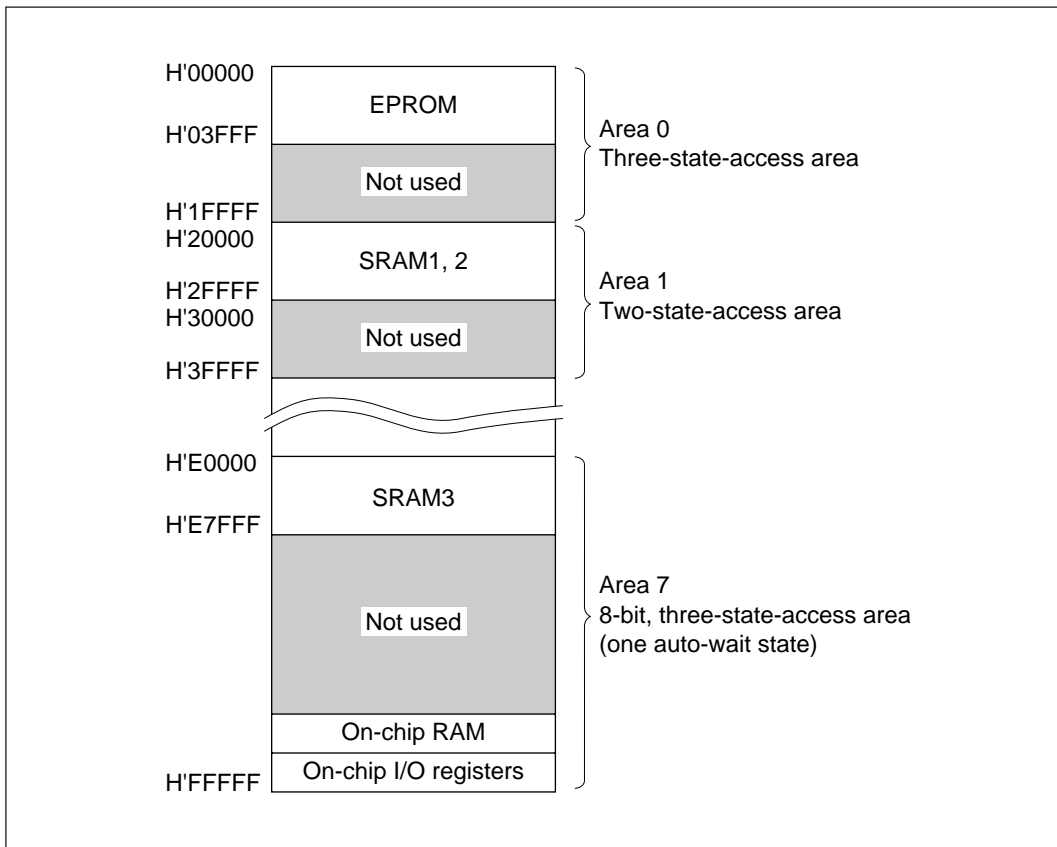 H'00000
EPROM
H'03FFF
Not used
H'1FFFF
Area 0
Three-state-access area
H'20000
SRAM1, 2
H'2FFFF
H'30000
Not used
H'3FFFF
Area 1
Two-state-access area
H'E0000
SRAM3
H'E7FFF
Not used
Area 7
8-bit, three-state-access area
(one auto-wait state)
On-chip RAM
On-chip I/O registers
H'FFFFF